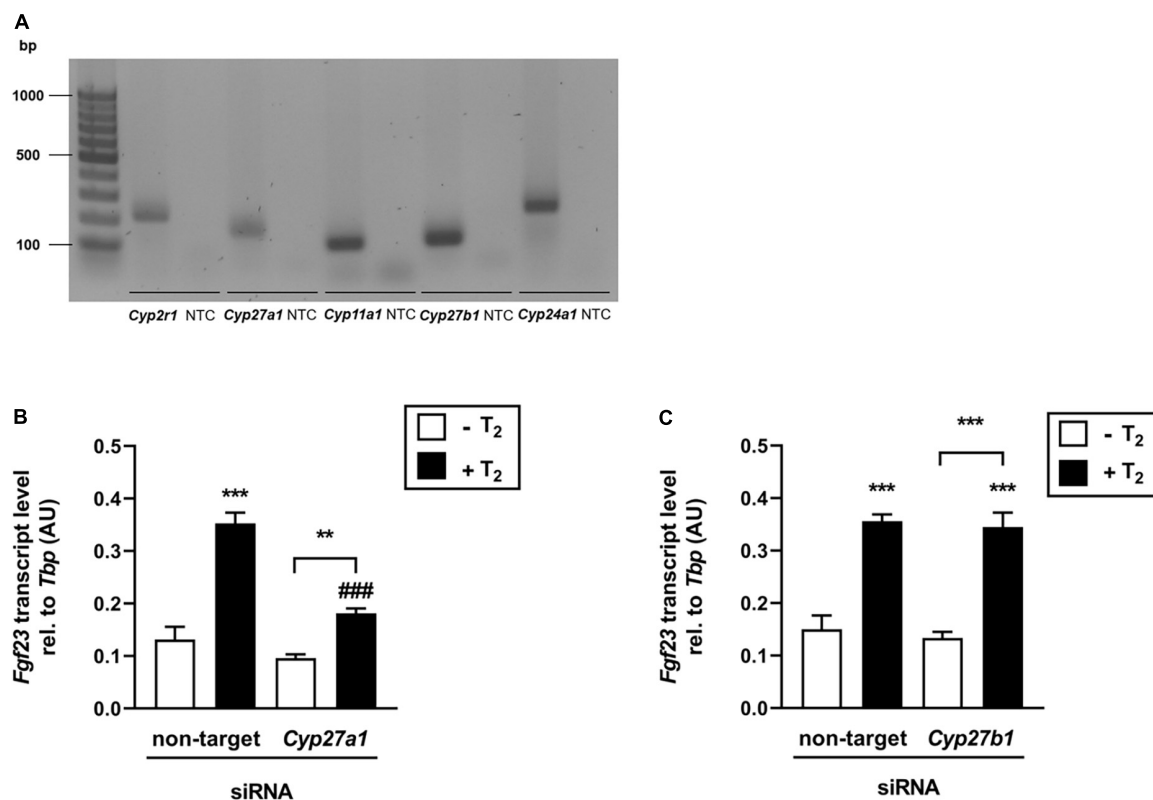 A
bp
1000
500
100
Cyp2r1 NTC Cyp27a1 NTC Cyp11a1 NTC Cyp27b1 NTC Cyp24a1 NTC
B
- T2
+ T2
Fgf23 transcript level
rel. to Tbp (AU)
0.5
0.4
0.3
0.2
0.1
0.0
***
**
###
non-target Cyp27a1
siRNA
C
- T2
+ T2
Fgf23 transcript level
rel. to Tbp (AU)
0.5
0.4
0.3
0.2
0.1
0.0
***
*** ***
non-target Cyp27b1
siRNA